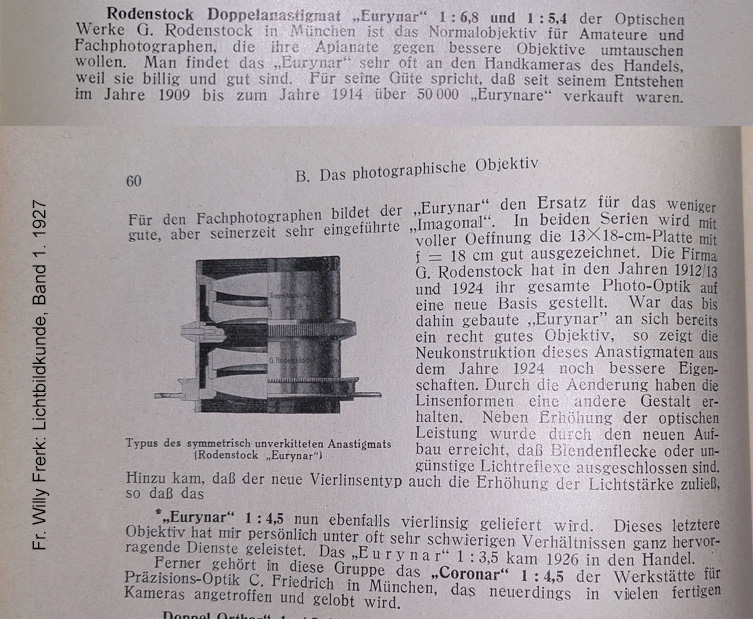 Rodenstock Doppelanastigmat „Eurynar“ 1 : 6,8 und 1 : 5,4 der Optischen
Werke G. Rodenstock in München ist das Normalobjektiv für Amateure und
Fachphotographen, die ihre Aplanate gegen bessere Objektive umtauschen
wollen. Man findet das „Eurynar“ sehr oft an den Handkameras des Handels,
weil sie billig und gut sind. Für seine Güte spricht, daß seit seinem Entstehen
im Jahre 1909 bis zum Jahre 1914 über 50 000 „Eurynare“ verkauft waren.
60
B. Das photographische Objektiv
Für den Fachphotographen bildet der „Eurynar“ den Ersatz für das weniger
gute, aber seinerzeit sehr eingeführte „Imagonal“. In beiden Serien wird mit
voller Oeffnung die 13×18-cm-Platte mit
f = 18 cm gut ausgezeichnet. Die Firma
G. Rodenstock hat in den Jahren 1912/13
und 1924 ihr gesamte Photo-Optik auf
eine neue Basis gestellt. War das bis
dahin gebaute „Eurynar” an sich bereits
ein recht gutes Objektiv, so zeigt die
Neukonstruktion dieses Anastigmaten aus
dem Jahre 1924 noch bessere Eigen-
schaften. Durch die Aenderung haben die
Linsenformen eine andere Gestalt er-
halten. Neben Erhöhung der optischen
Leistung wurde durch den neuen Auf-
bau erreicht, daß Blendenflecke oder un-
günstige Lichtreflexe ausgeschlossen sind.
G. Rodenstock
Typus des symmetrisch unverkitteten Anastigmats
(Rodenstock „Eurynar“)
Hinzu kam, daß der neue Vierlinsentyp auch die Erhöhung der Lichtstärke zuließ,
so daß das
*„Eurynar“ 1 : 4,5 nun ebenfalls vierlinsig geliefert wird. Dieses letztere
Objektiv hat mir persönlich unter oft sehr schwierigen Verhältnissen ganz hervor-
ragende Dienste geleistet. Das „Eurynar“ 1 : 3,5 kam 1926 in den Handel.
Ferner gehört in diese Gruppe das „Coronar“ 1 : 4,5 der Werkstätte für
Präzisions-Optik C. Friedrich in München, das neuerdings in vielen fertigen
Kameras angetroffen und gelobt wird.
Fr. Willy Frerk: Lichtbildkunde, Band 1. 1927